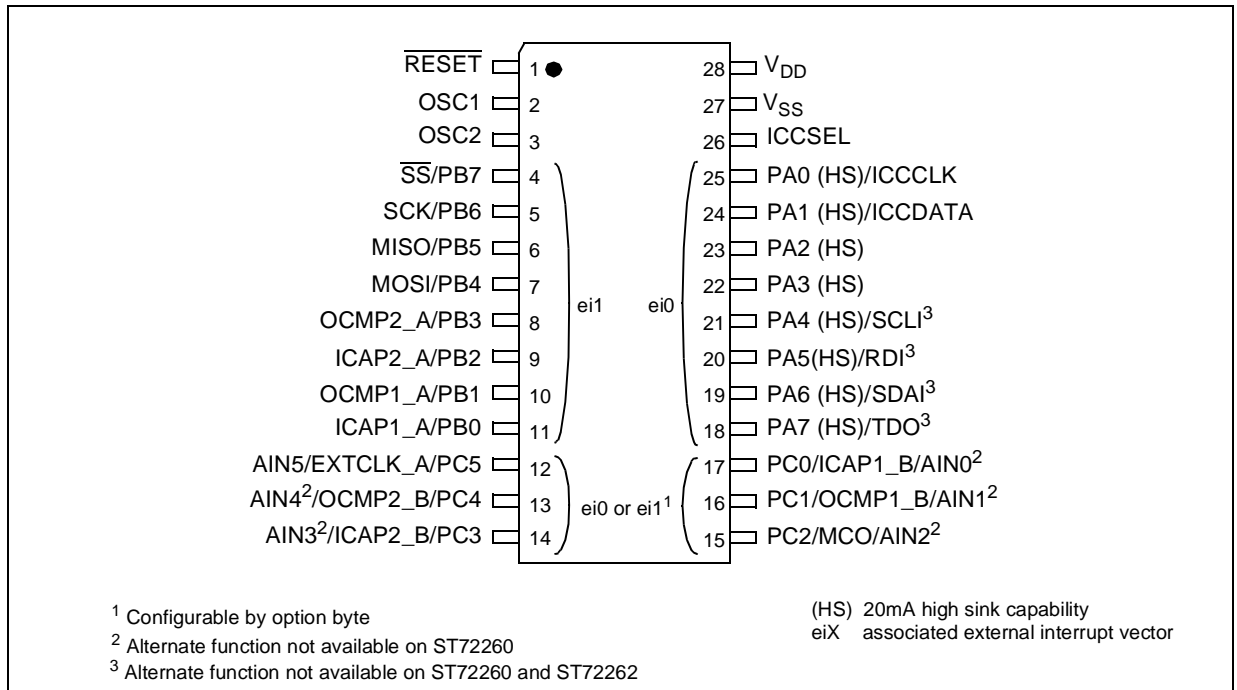 RESET 1 28 VDD
OSC1 2 27 VSS
OSC2 3 26 ICCSEL
SS/PB7 4 25 PA0 (HS)/ICCCLK
SCK/PB6 5 24 PA1 (HS)/ICCDATA
MISO/PB5 6 23 PA2 (HS)
MOSI/PB4 7 22 PA3 (HS)
ei1 ei0
OCMP2_A/PB3 8 21 PA4 (HS)/SCLI³
ICAP2_A/PB2 9 20 PA5(HS)/RDI³
OCMP1_A/PB1 10 19 PA6 (HS)/SDAI³
ICAP1_A/PB0 11 18 PA7 (HS)/TDO³
AIN5/EXTCLK_A/PC5 12 17 PC0/ICAP1_B/AIN0²
AIN4²/OCMP2_B/PC4 13 ei0 or ei1¹ 16 PC1/OCMP1_B/AIN1²
AIN3²/ICAP2_B/PC3 14 15 PC2/MCO/AIN2²
¹ Configurable by option byte
² Alternate function not available on ST72260
³ Alternate function not available on ST72260 and ST72262
(HS) 20mA high sink capability
eiX associated external interrupt vector